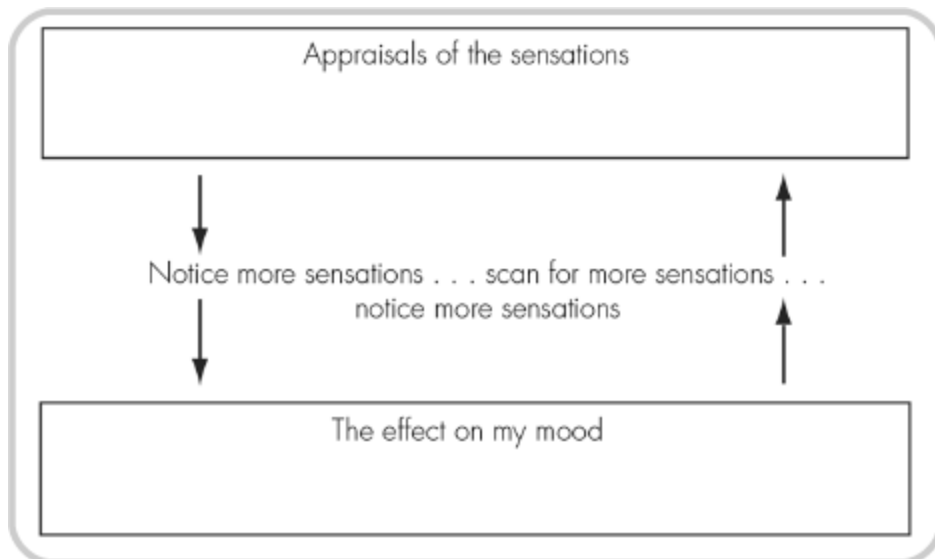 Appraisals of the sensations
Notice more sensations . . . scan for more sensations . . .
notice more sensations
The effect on my mood